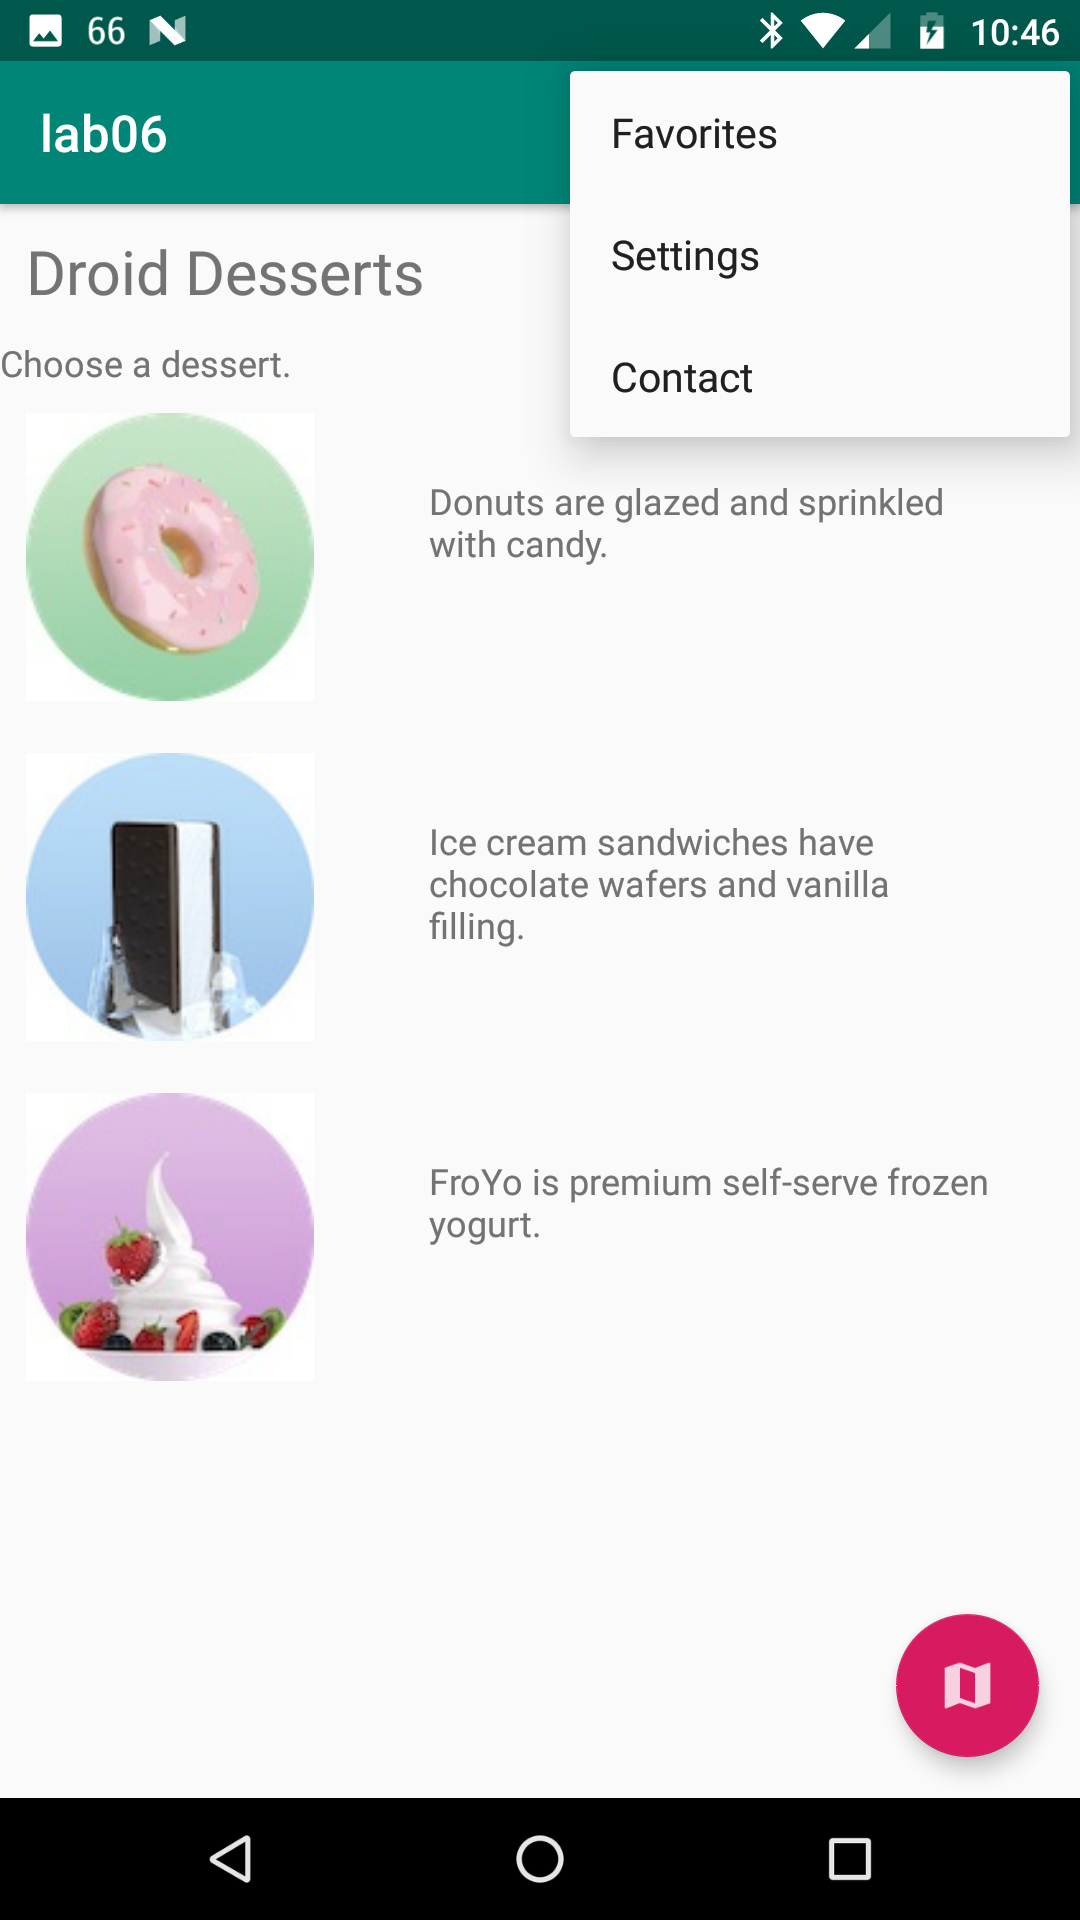 66
10:46
lab06
Favorites
Settings
Contact
Droid Desserts
Choose a dessert.
Donuts are glazed and sprinkled
with candy.
Ice cream sandwiches have
chocolate wafers and vanilla
filling.
FroYo is premium self-serve frozen
yogurt.